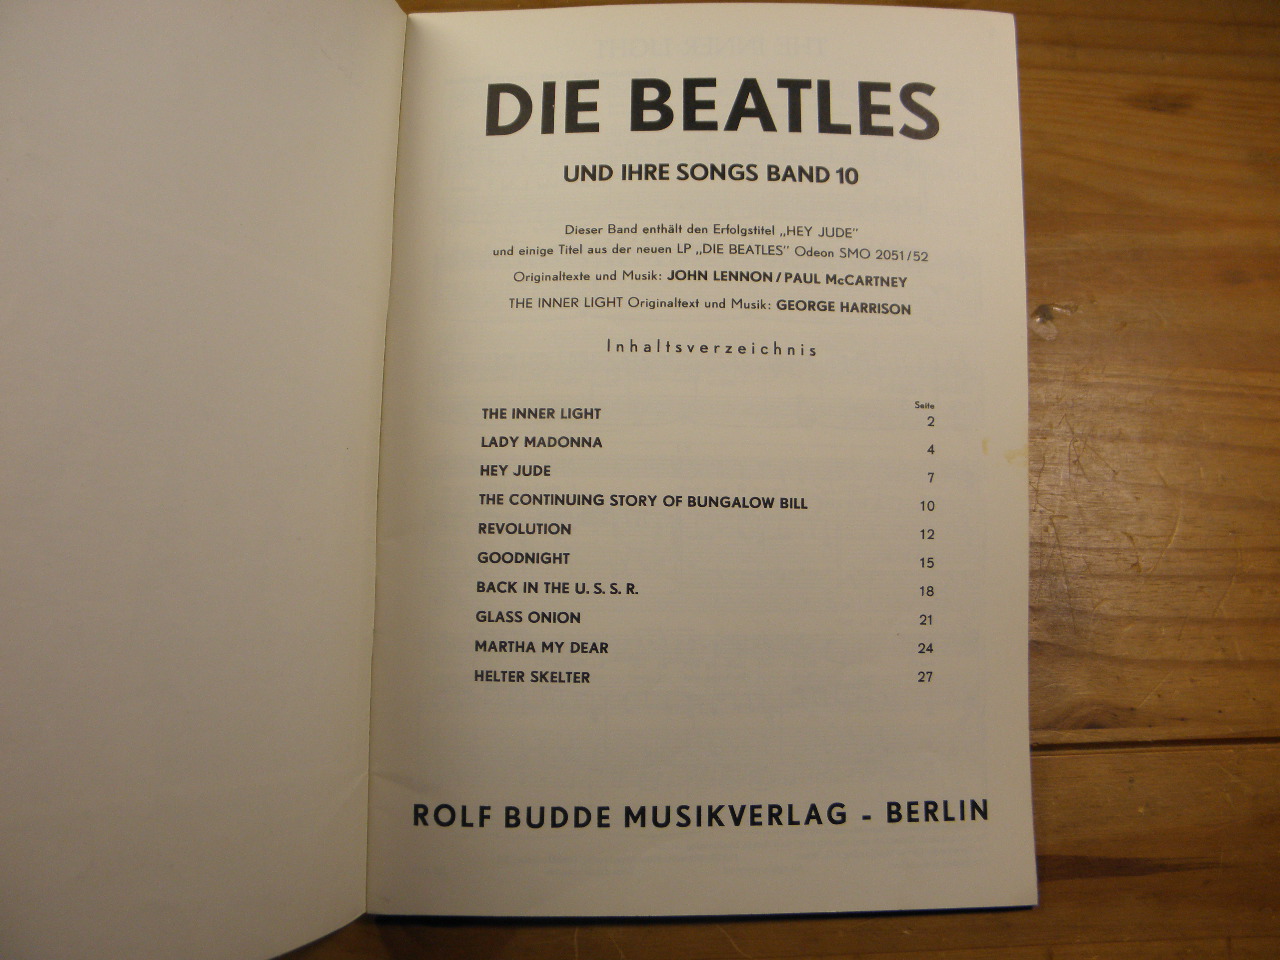 DIE BEATLES
UND IHRE SONGS BAND 10
Dieser Band enthält den Erfolgstitel „HEY JUDE"
und einige Titel aus der neuen LP „DIE BEATLES" Odeon SMO 2051/52
Originaltexte und Musik: JOHN LENNON / PAUL McCARTNEY
THE INNER LIGHT Originaltext und Musik: GEORGE HARRISON
Inhaltsverzeichnis
Seite
THE INNER LIGHT 2
LADY MADONNA 4
HEY JUDE 7
THE CONTINUING STORY OF BUNGALOW BILL 10
REVOLUTION 12
GOODNIGHT 15
BACK IN THE U. S. S. R. 18
GLASS ONION 21
MARTHA MY DEAR 24
HELTER SKELTER 27
ROLF BUDDE MUSIKVERLAG - BERLIN